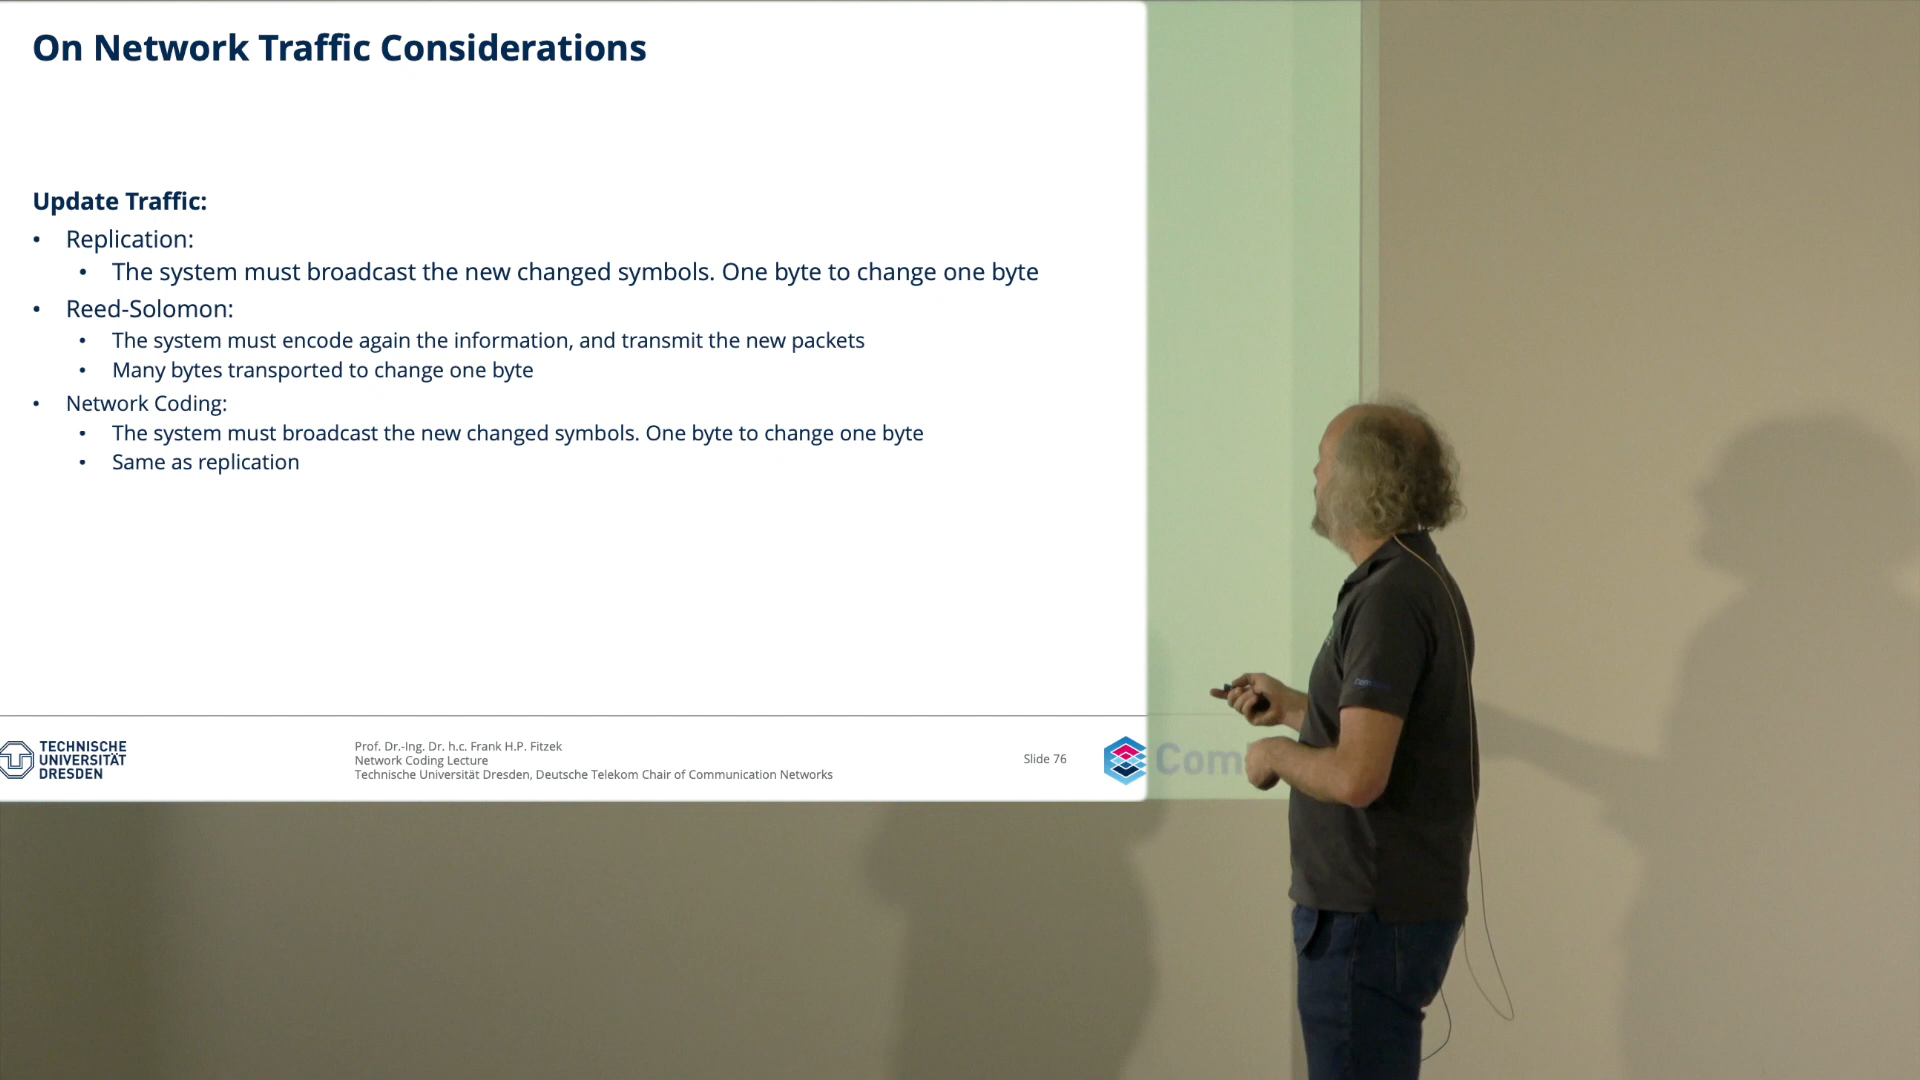 On Network Traffic Considerations
Update Traffic:
• Replication:
• The system must broadcast the new changed symbols. One byte to change one byte
• Reed-Solomon:
• The system must encode again the information, and transmit the new packets
• Many bytes transported to change one byte
• Network Coding:
• The system must broadcast the new changed symbols. One byte to change one byte
• Same as replication
TECHNISCHE
UNIVERSITÄT
DRESDEN
Prof. Dr.-Ing. Dr. h.c. Frank H.P. Fitzek
Network Coding Lecture
Technische Universität Dresden, Deutsche Telekom Chair of Communication Networks
Slide 76
Com